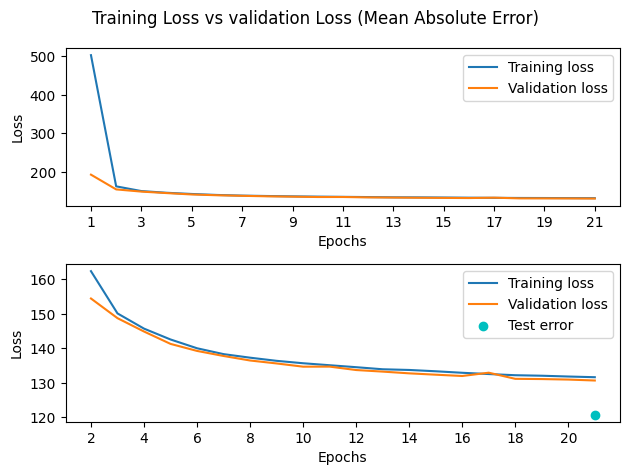 Training Loss vs validation Loss (Mean Absolute Error)
500
400
300
200
Loss
Training loss
Validation loss
1 3 5 7 9 11 13 15 17 19 21
Epochs
160
150
140
130
120
Loss
Training loss
Validation loss
Test error
2 4 6 8 10 12 14 16 18 20
Epochs